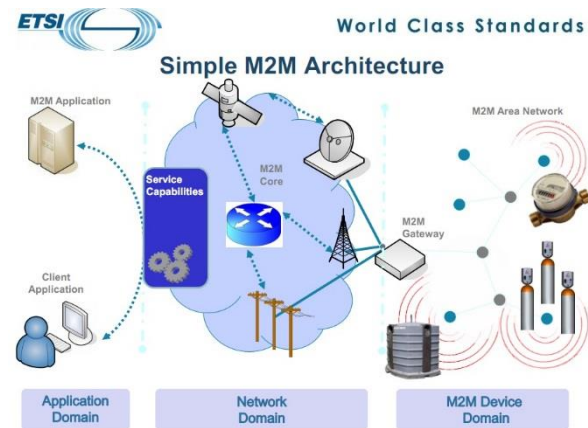 ETSI
World Class Standards
Simple M2M Architecture
M2M Application
M2M Area Network
M2M
Core
Service
Capabilities
M2M
Gateway
Client
Application
Application
Domain
Network
Domain
M2M Device
Domain